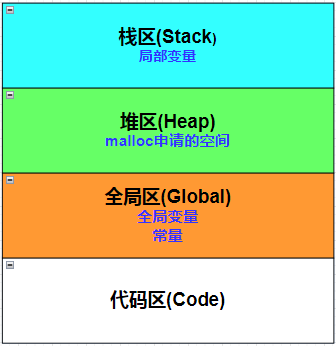 栈区(Stack)
局部变量
堆区(Heap)
malloc申请的空间
全局区(Global)
全局变量
常量
代码区(Code)